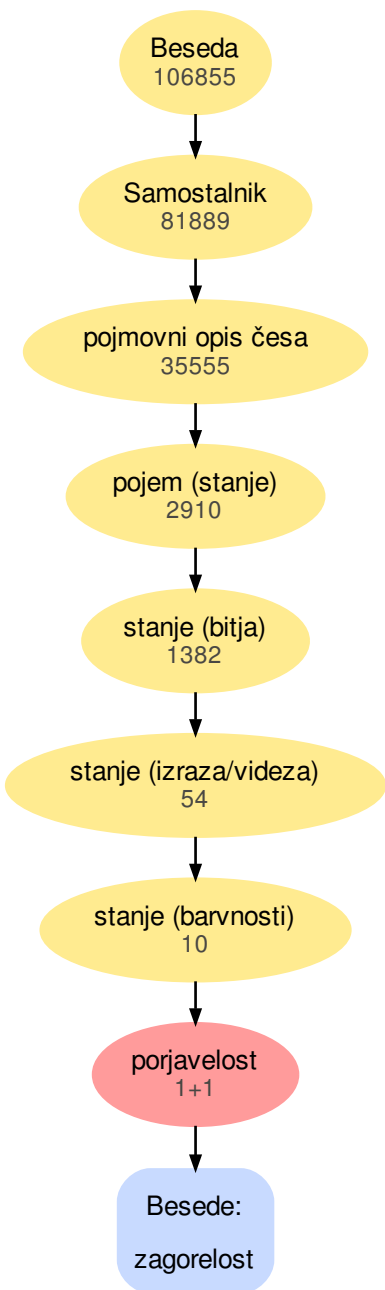 Beseda
106855
Samostalnik
81889
pojmovni opis česa
35555
pojem (stanje)
2910
stanje (bitja)
1382
stanje (izraza/videza)
54
stanje (barvnosti)
10
porjavelost
1+1
Besede:
zagorelost